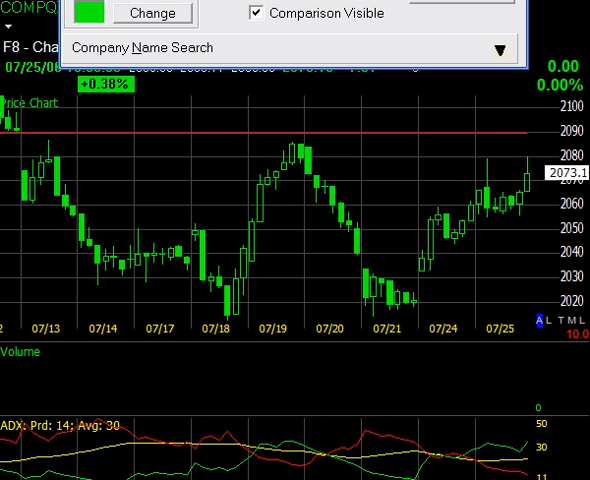 COMPQ
Change
Comparison Visible
F8 - Cha
Company Name Search
07/25/06
0.00
+0.38%
0.00%
Price Chart
2100
2090
2080
2073.1
2060
2050
2040
2030
2020
A L T M L
07/13 07/14 07/17 07/18 07/19 07/20 07/21 07/24 07/25
10.0
Volume
0
ADX: Prd: 14; Avg: 30
50
30
11